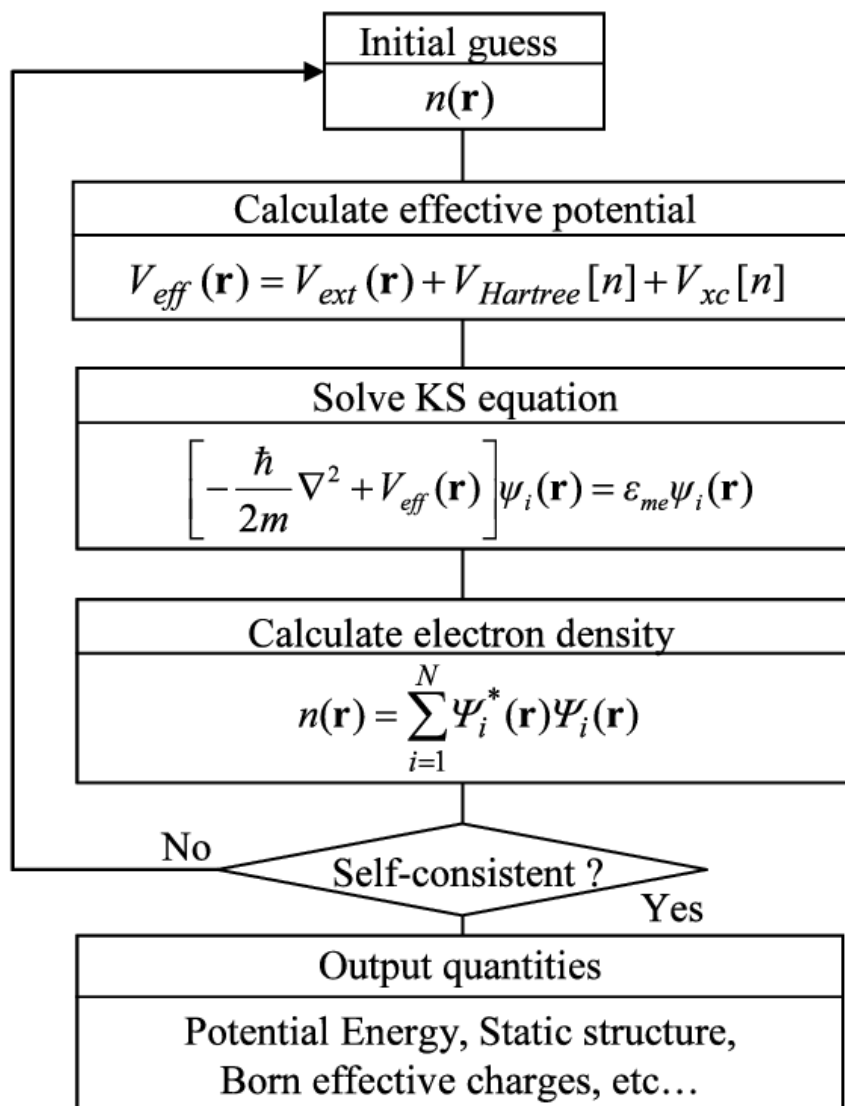 Initial guess
n(r)
Calculate effective potential
V_eff (r) = V_ext (r) + V_Hartree [n] + V_xc [n]
Solve KS equation
[-ℏ/2m ∇² + V_eff (r)] ψ_i (r) = ε_me ψ_i (r)
Calculate electron density
n(r) = ∑_{i=1}^{N} Ψ_i^* (r) Ψ_i (r)
No
Self-consistent ?
Yes
Output quantities
Potential Energy, Static structure,
Born effective charges, etc…